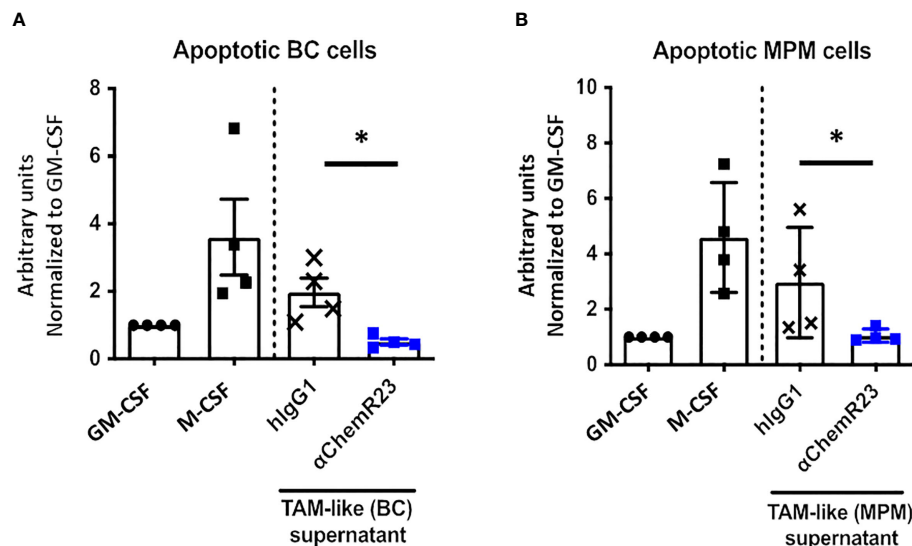 A
Apoptotic BC cells
Arbitrary units
Normalized to GM-CSF
8
6
4
2
0
*
GM-CSF
M-CSF
hIgG1
αChemR23
TAM-like (BC)
supernatant
B
Apoptotic MPM cells
Arbitrary units
Normalized to GM-CSF
10
8
6
4
2
0
*
GM-CSF
M-CSF
hIgG1
αChemR23
TAM-like (MPM)
supernatant